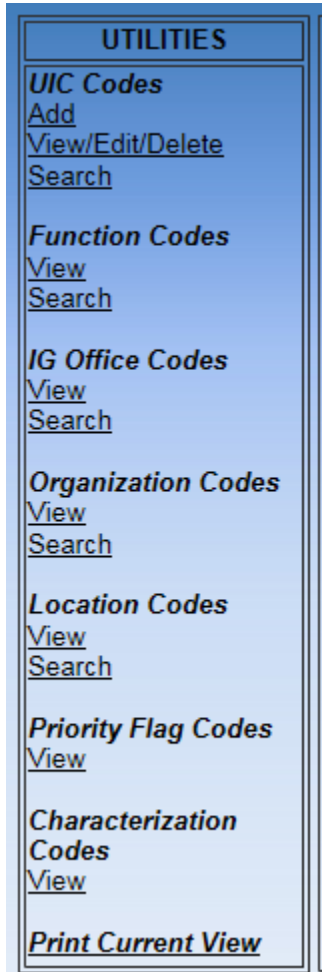 UTILITIES
UIC Codes
Add
View/Edit/Delete
Search
Function Codes
View
Search
IG Office Codes
View
Search
Organization Codes
View
Search
Location Codes
View
Search
Priority Flag Codes
View
Characterization
Codes
View
Print Current View